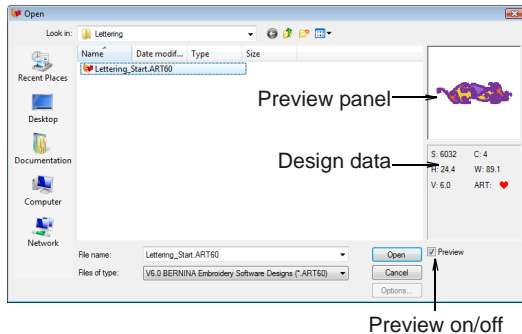 Open
Look in: Lettering
Name Date modif... Type Size
Lettering_Start.ART60
Recent Places
Desktop
Documentation
Computer
Network
Preview panel
Design data
S: 6032 C: 4
H: 24.4 W: 89.1
V: 6.0 ART:
File name: Lettering_Start.ART60 Open Preview
Files of type: V6.0 BERNINA Embroidery Software Designs (*.ART60) Cancel
Options...
Preview on/off